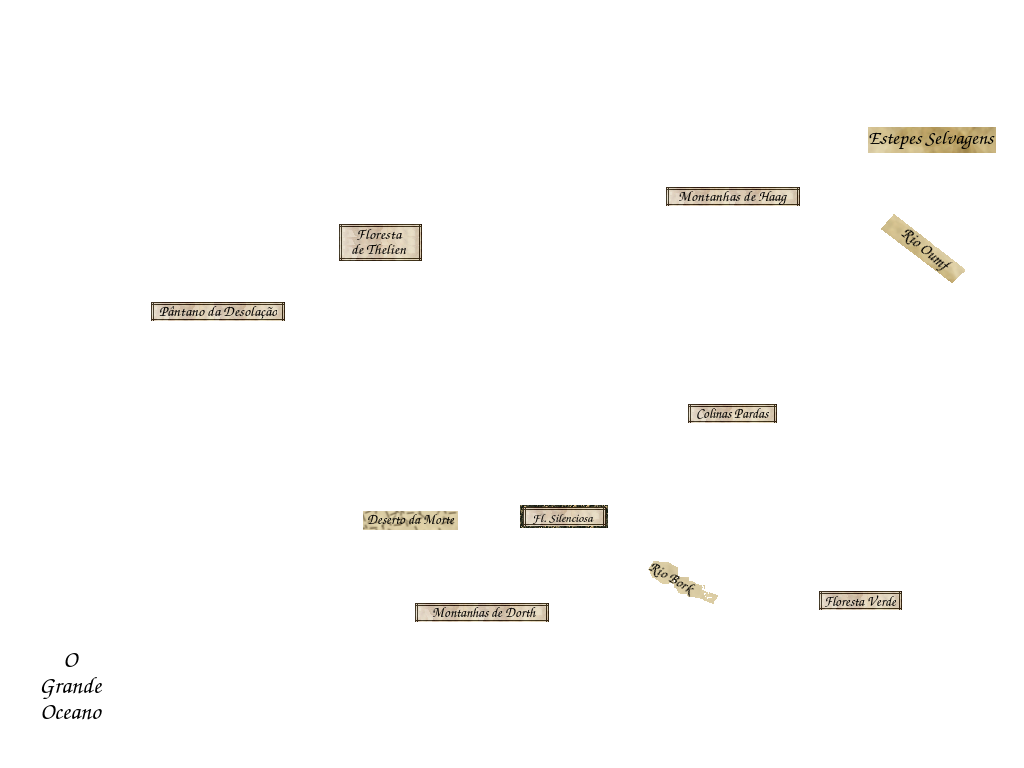 Estepes Selvagens
Montanhas de Haag
Floresta
de Thelien
Rio Oumf
Pântano da Desolação
Colinas Pardas
Deserto da Morte
Fl. Silenciosa
Rio Bork
Floresta Verde
Montanhas de Dorth
O
Grande
Oceano